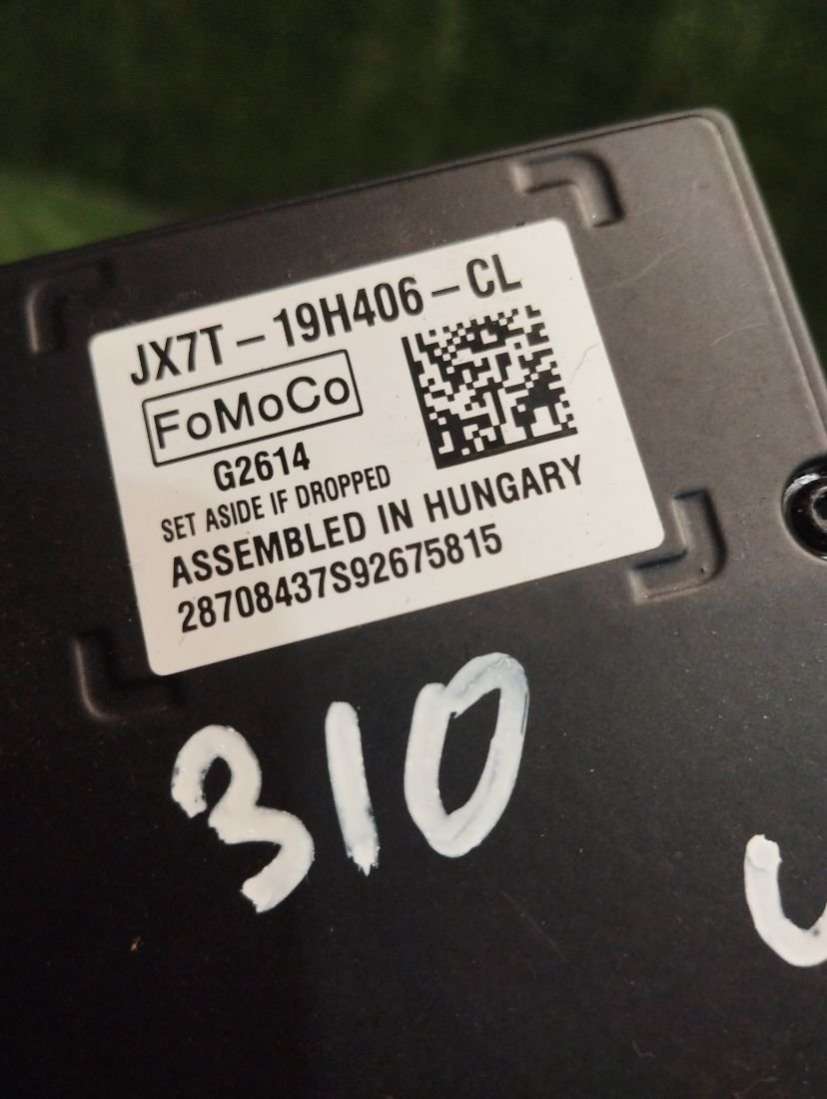 JX7T-19H406-CL
FoMoCo
G2614
SET ASIDE IF DROPPED
ASSEMBLED IN HUNGARY
28708437S92675815
310